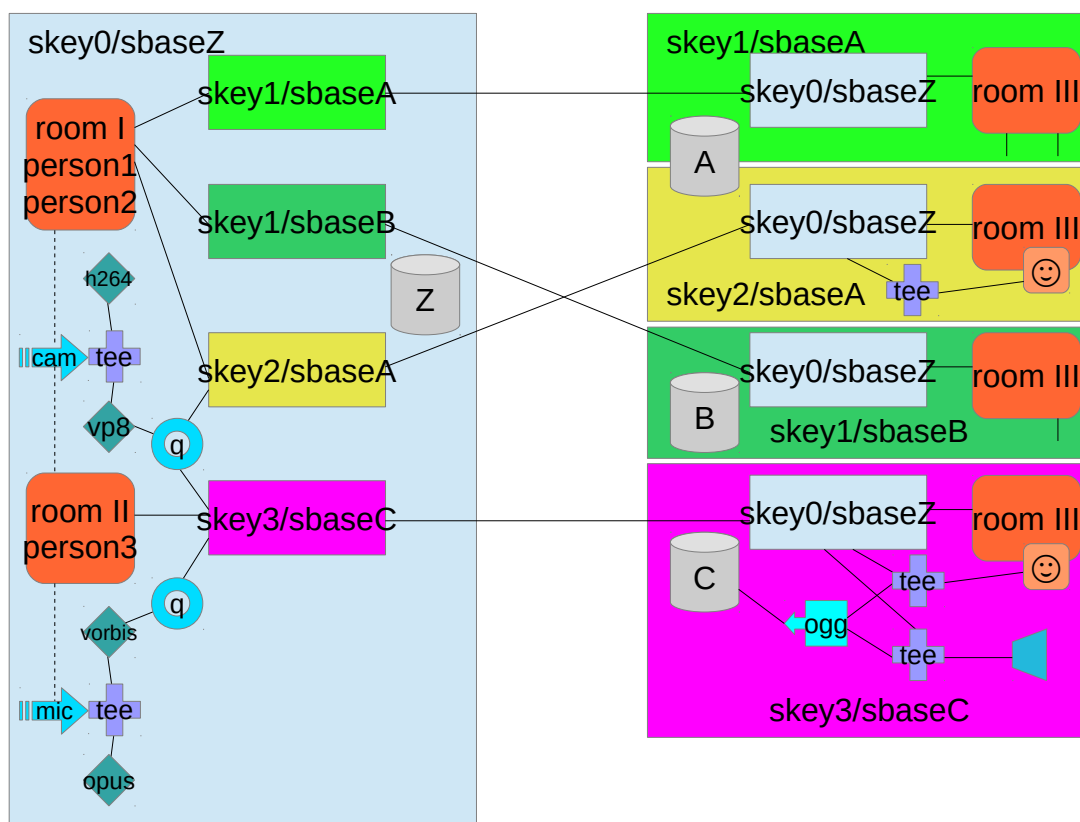 skey0/sbaseZ
skey1/sbaseA
room I
person1
person2
skey1/sbaseB
h264
Z
cam
tee
skey2/sbaseA
vp8
q
room II
person3
skey3/sbaseC
q
vorbis
mic
tee
opus
skey1/sbaseA
skey0/sbaseZ
room III
A
skey0/sbaseZ
room III
tee
skey2/sbaseA
skey0/sbaseZ
room III
B
skey1/sbaseB
skey0/sbaseZ
room III
C
tee
ogg
tee
skey3/sbaseC